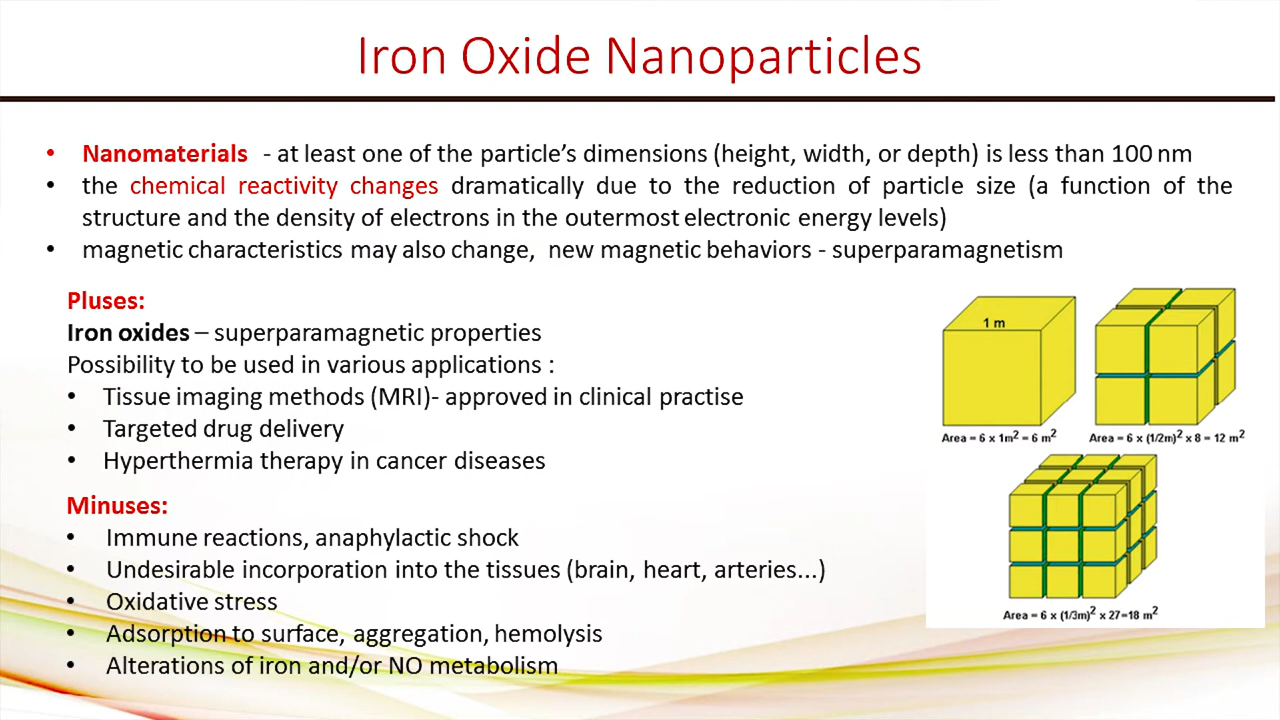 Iron Oxide Nanoparticles
• Nanomaterials - at least one of the particle's dimensions (height, width, or depth) is less than 100 nm
• the chemical reactivity changes dramatically due to the reduction of particle size (a function of the
structure and the density of electrons in the outermost electronic energy levels)
• magnetic characteristics may also change, new magnetic behaviors - superparamagnetism
Pluses:
Iron oxides – superparamagnetic properties
Possibility to be used in various applications :
• Tissue imaging methods (MRI)- approved in clinical practise
• Targeted drug delivery
• Hyperthermia therapy in cancer diseases
Minuses:
• Immune reactions, anaphylactic shock
• Undesirable incorporation into the tissues (brain, heart, arteries...)
• Oxidative stress
• Adsorption to surface, aggregation, hemolysis
• Alterations of iron and/or NO metabolism
1 m
Area = 6 x 1m² = 6 m²
Area = 6 x (1/2m)² x 8 = 12 m²
Area = 6 x (1/3m)² x 27=18 m²